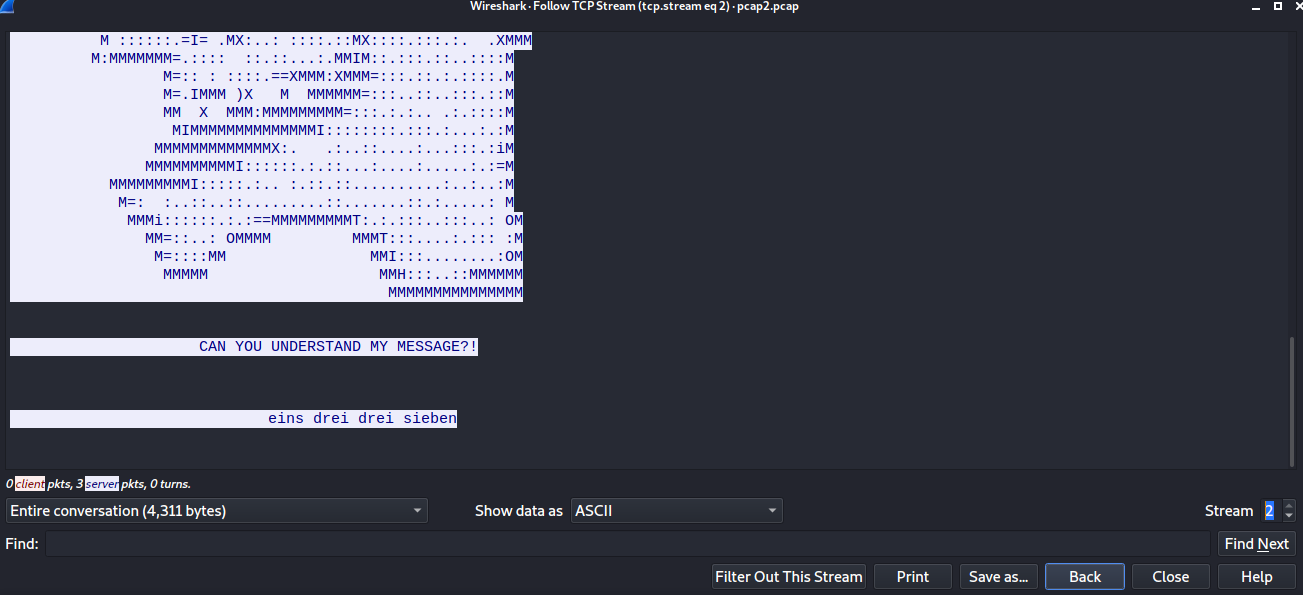 Wireshark · Follow TCP Stream (tcp.stream eq 2) · pcap2.pcap
M ::::::.=I= .MX:..: ::::.::MX::::.:::.:.  .XMMM
M:MMMMMMM=.::::  ::.::...:.MMIM::.:::.::..::::M
M=:: : ::::.==XMMM:XMMM=:::.::.:.::::.M
M=.IMMM )X   M  MMMMMM=:::..::..:::.::M
MM  X  MMM:MMMMMMMMM=:::.:.:.. .:.::::M
MIMMMMMMMMMMMMMMI::::::::.:::.:...:.:M
MMMMMMMMMMMMMX:.   .:..::....:...:::.:iM
MMMMMMMMMMI::::::.:.::...:....:.....:.:=M
MMMMMMMMMI:::::.:.. :.::.::..........:..:..:M
M=:  :..::..::.........::.......::.:.....: M
MMMi::::::.:.:==MMMMMMMMMT:.:.:::..:::..: OM
MM=::..: OMMMM         MMMT:::....:.::: :M
M=::::MM                MMI:::........:OM
MMMMM                   MMH:::..::MMMMMM
MMMMMMMMMMMMMMM
CAN YOU UNDERSTAND MY MESSAGE?!
eins drei drei sieben
0 client pkts, 3 server pkts, 0 turns.
Entire conversation (4,311 bytes) Show data as ASCII Stream 2
Find: Find Next
Filter Out This Stream Print Save as... Back Close Help